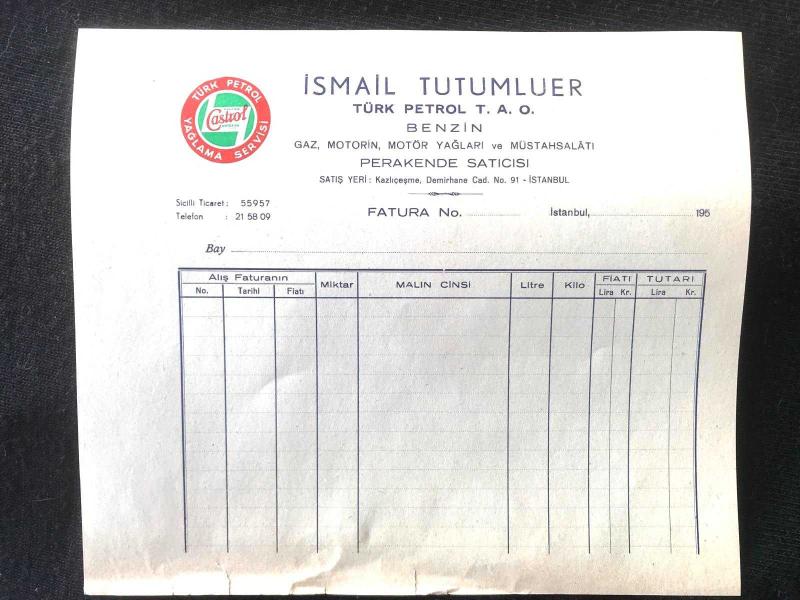 TÜRK PETROL
Castrol
YAĞLAMA SERVİSİ
İSMAİL TUTUMLUER
TÜRK PETROL T. A. O.
BENZİN
GAZ, MOTORİN, MOTÖR YAĞLARI ve MÜSTAHSALÂTI
PERAKENDE SATICISI
SATIŞ YERİ : Kazlıçeşme, Demirhane Cad. No. 91 - İSTANBUL
Sicilli Ticaret : 55957
Telefon : 21 58 09
FATURA No.
İstanbul, 195
Bay
Alış Faturanın Miktar MALIN CİNSİ Litre Kilo FİATI TUTARI
No. Tarihi Fiatı Lira Kr. Lira Kr.